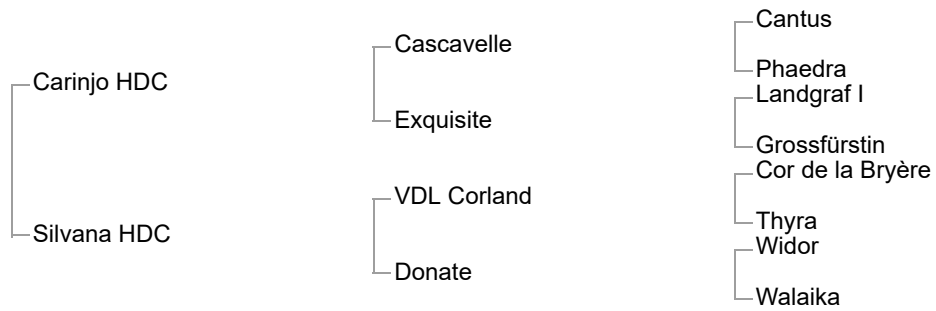 Carinjo HDC
Cascavelle
Cantus
Phaedra
Exquisite
Landgraf I
Grossfürstin
Silvana HDC
VDL Corland
Cor de la Bryère
Thyra
Donate
Widor
Walaika